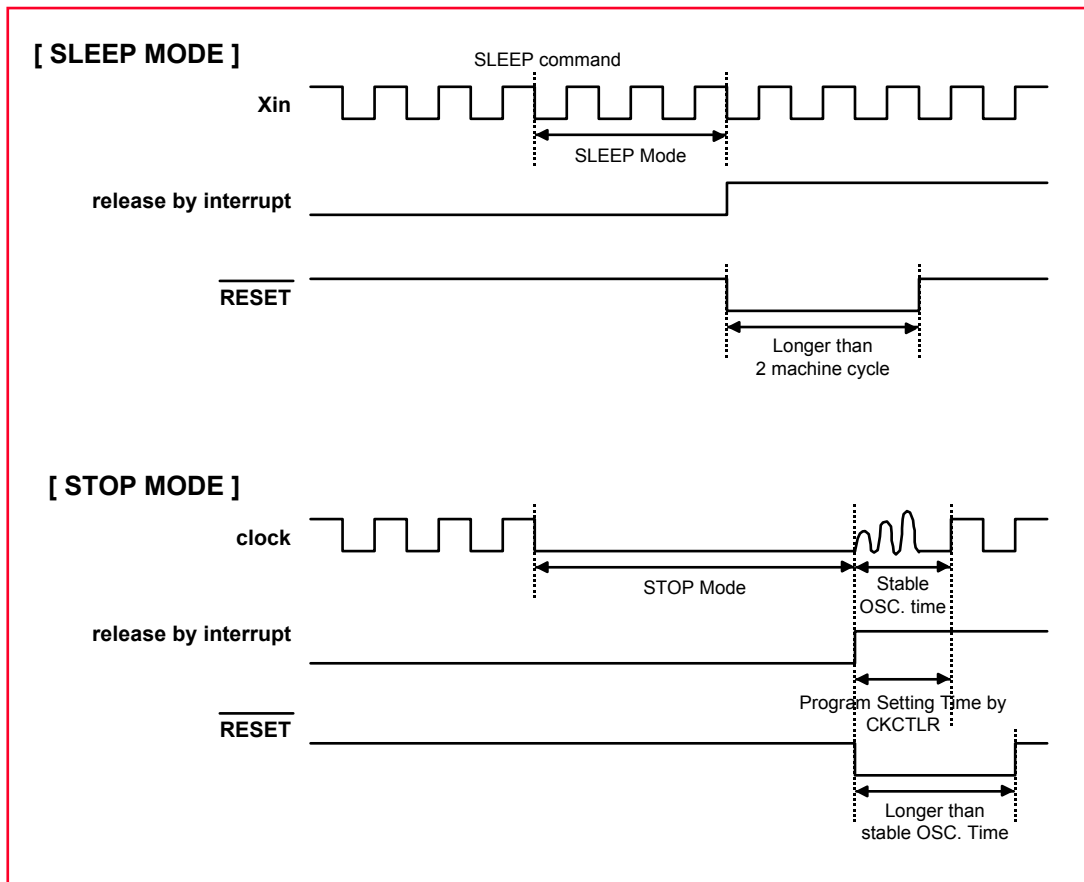 [ SLEEP MODE ]
SLEEP command
Xin
SLEEP Mode
release by interrupt
RESET
Longer than
2 machine cycle
[ STOP MODE ]
clock
STOP Mode
Stable
OSC. time
release by interrupt
Program Setting Time by
CKCTLR
RESET
Longer than
stable OSC. Time